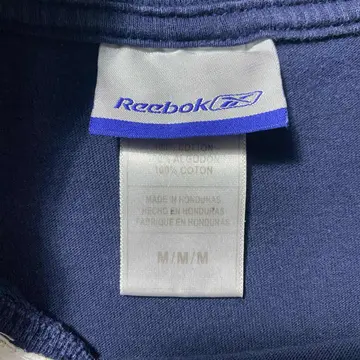 Reebok
100% COTTON
100% ALGODON
100% COTON
MADE IN HONDURAS
HECHO EN HONDURAS
FABRIQUE EN HONDURAS
M/M/M